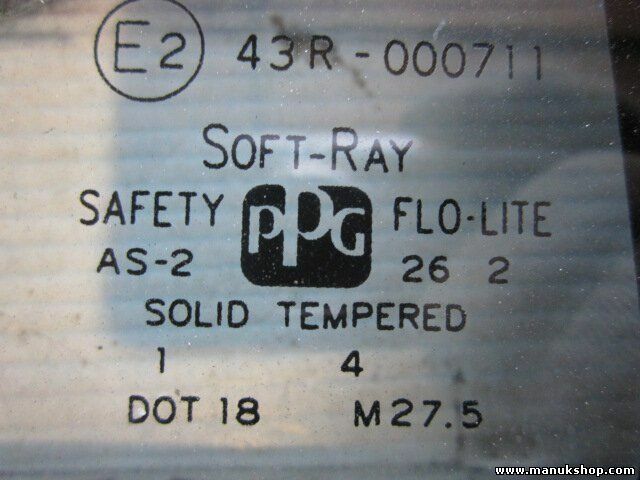 E2 43R-000711
SOFT-RAY
SAFETY PPG FLO-LITE
AS-2 26 2
SOLID TEMPERED
1 4
DOT 18 M27.5
www.manukshop.com